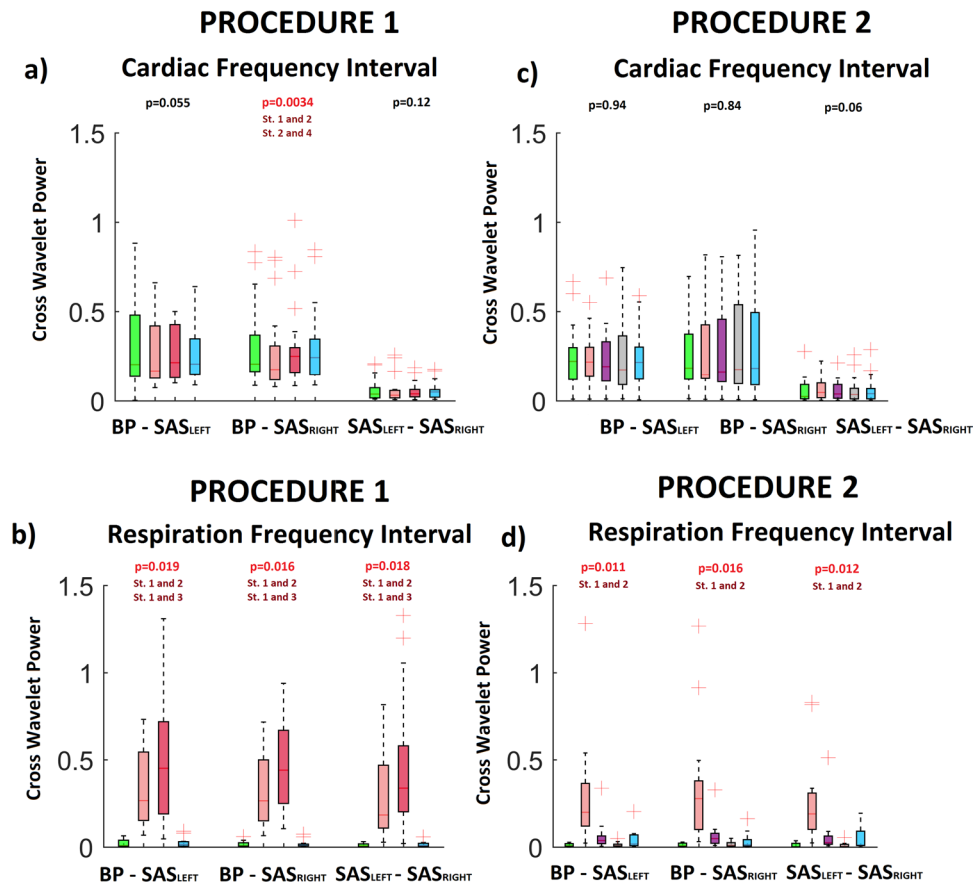 PROCEDURE 1
a) Cardiac Frequency Interval
p=0.055 p=0.0034 p=0.12
St. 1 and 2
St. 2 and 4
Cross Wavelet Power
1.5
1
0.5
0
BP - SASLEFT BP - SASRIGHT SASLEFT - SASRIGHT
PROCEDURE 2
c) Cardiac Frequency Interval
p=0.94 p=0.84 p=0.06
Cross Wavelet Power
1.5
1
0.5
0
BP - SASLEFT BP - SASRIGHT SASLEFT - SASRIGHT
PROCEDURE 1
b) Respiration Frequency Interval
p=0.019 p=0.016 p=0.018
St. 1 and 2 St. 1 and 2 St. 1 and 2
St. 1 and 3 St. 1 and 3 St. 1 and 3
Cross Wavelet Power
1.5
1
0.5
0
BP - SASLEFT BP - SASRIGHT SASLEFT - SASRIGHT
PROCEDURE 2
d) Respiration Frequency Interval
p=0.011 p=0.016 p=0.012
St. 1 and 2 St. 1 and 2 St. 1 and 2
Cross Wavelet Power
1.5
1
0.5
0
BP - SASLEFT BP - SASRIGHT SASLEFT - SASRIGHT